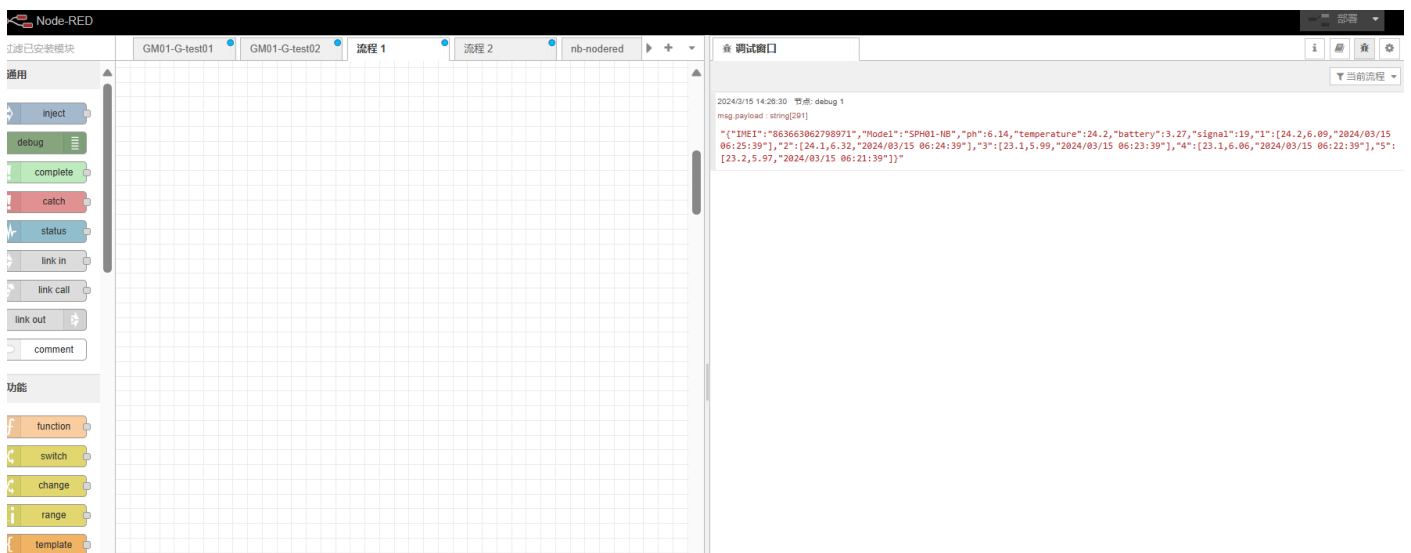 Node-RED
部署
过滤已安装模块
GM01-G-test01
GM01-G-test02
流程 1
流程 2
nb-nodered
调试窗口
i
通用
inject
debug
complete
catch
status
link in
link call
link out
comment
功能
function
switch
change
range
template
当前流程
2024/3/15 14:26:30 节点: debug 1
msg.payload : string[291]
"{"IMEI":"863663062798971","Model":"SPH01-NB","ph":6.14,"temperature":24.2,"battery":3.27,"signal":19,"1":[24.2,6.09,"2024/03/15
06:25:39"],"2":[24.1,6.32,"2024/03/15 06:24:39"],"3":[23.1,5.99,"2024/03/15 06:23:39"],"4":[23.1,6.06,"2024/03/15 06:22:39"],"5":
[23.2,5.97,"2024/03/15 06:21:39"]}"